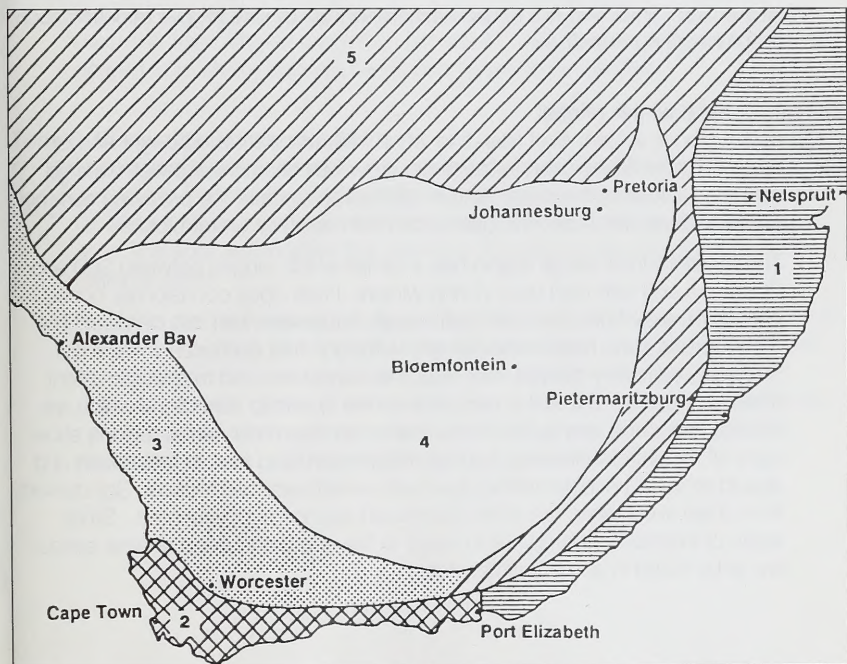 5
Pretoria
Nelspruit
Johannesburg
1
Alexander Bay
Bloemfontein
Pietermaritzburg
3
4
Worcester
Cape Town
2
Port Elizabeth